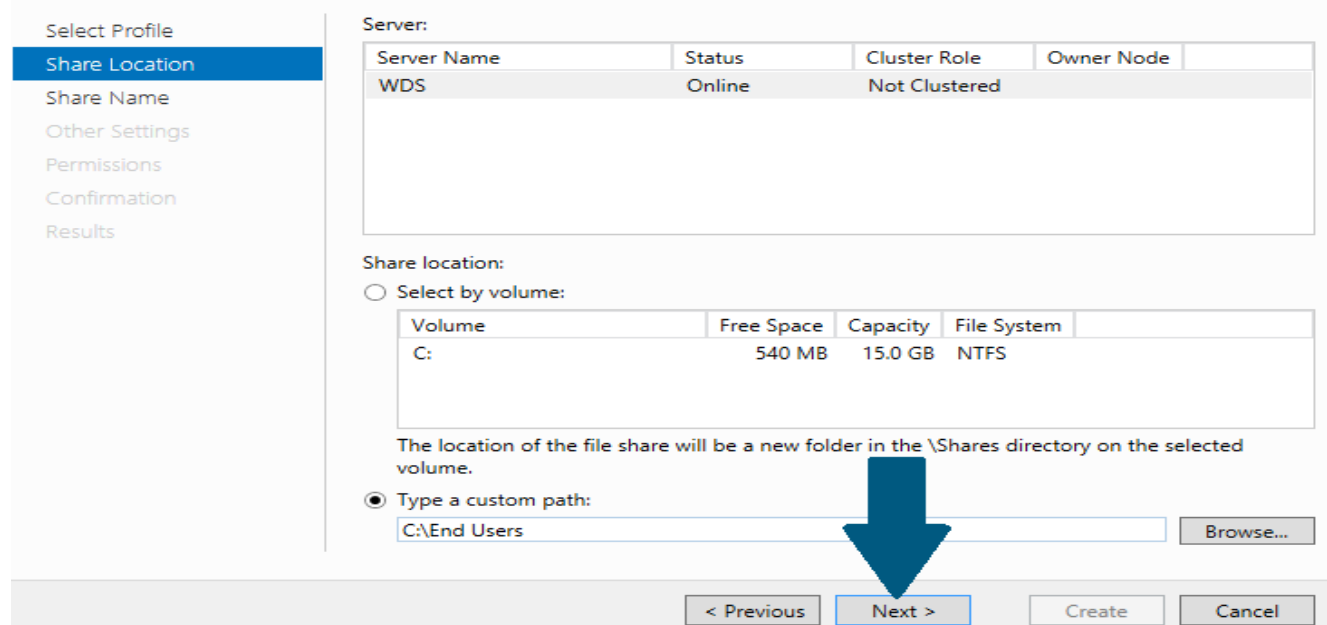 Select Profile
Share Location
Share Name
Other Settings
Permissions
Confirmation
Results
Server:
Server Name Status Cluster Role Owner Node
WDS Online Not Clustered
Share location:
Select by volume:
Volume Free Space Capacity File System
C: 540 MB 15.0 GB NTFS
The location of the file share will be a new folder in the \Shares directory on the selected
volume.
Type a custom path:
C:\End Users Browse...
< Previous Next > Create Cancel